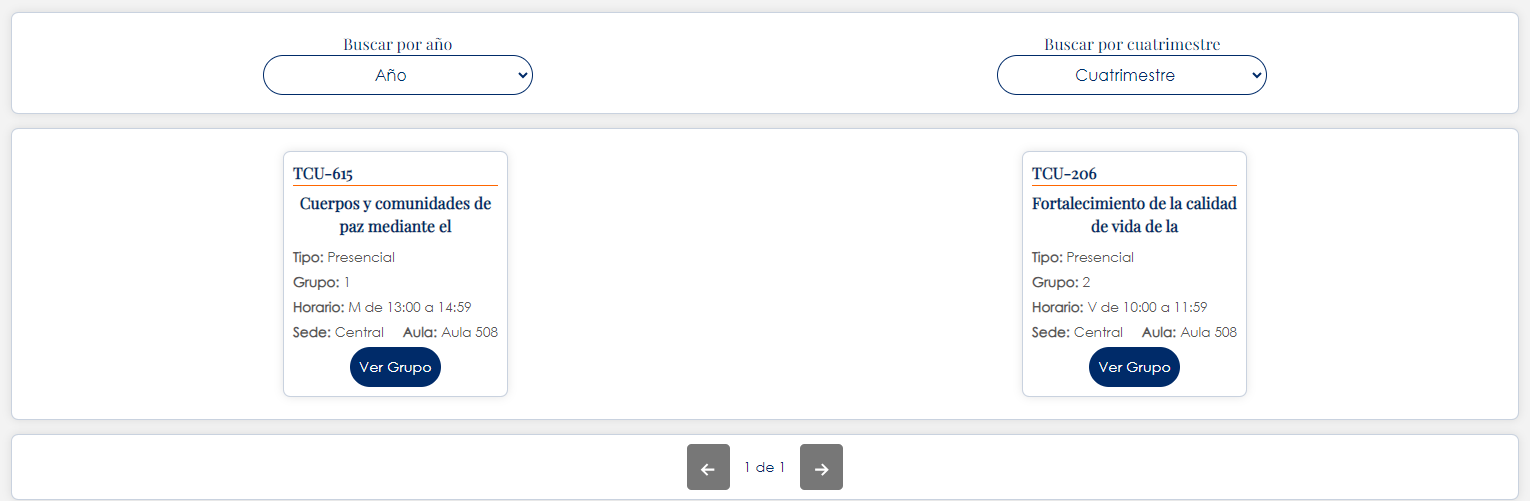 Buscar por año
Año
Buscar por cuatrimestre
Cuatrimestre
TCU-615
Cuerpos y comunidades de
paz mediante el
Tipo: Presencial
Grupo: 1
Horario: M de 13:00 a 14:59
Sede: Central Aula: Aula 508
Ver Grupo
TCU-206
Fortalecimiento de la calidad
de vida de la
Tipo: Presencial
Grupo: 2
Horario: V de 10:00 a 11:59
Sede: Central Aula: Aula 508
Ver Grupo
← 1 de 1 →